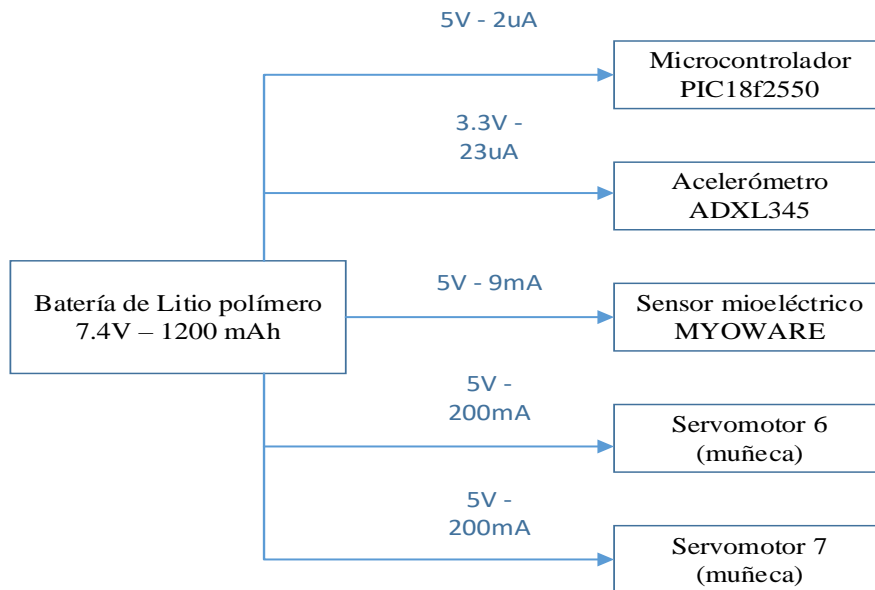 5V - 2uA
Microcontrolador
PIC18f2550
3.3V -
23uA
Acelerómetro
ADXL345
Batería de Litio polímero
7.4V – 1200 mAh
5V - 9mA
Sensor mioeléctrico
MYOWARE
5V -
200mA
Servomotor 6
(muñeca)
5V -
200mA
Servomotor 7
(muñeca)